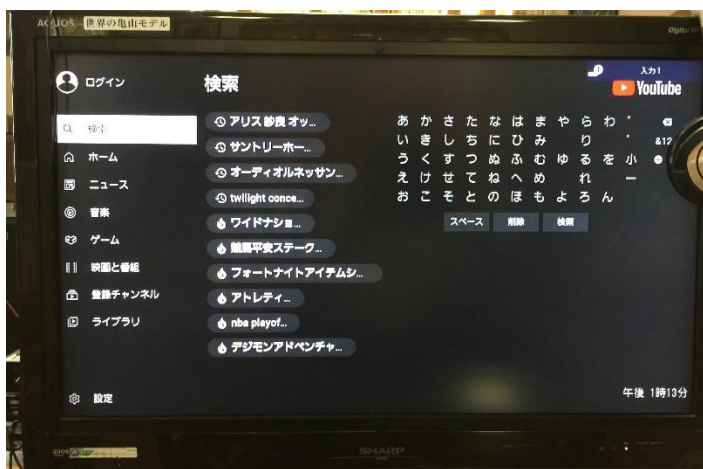 AQUOS 世界の亀山モデル
入力1
YouTube
ログイン
検索
検索
ホーム
ニュース
音楽
ゲーム
映画と番組
登録チャンネル
ライブラリ
設定
アリス紗良オッ...
サントリーホー...
オーディオルネッサン...
twilight conce...
ワイドナショ...
競馬平安ステーク...
フォートナイトアイテムシ...
アトレティ...
nba playof...
デジモンアドベンチャ...
あ か さ た な は ま や ら わ ゛
い き し ち に ひ み り ゜ &12
う く す つ ぬ ふ む ゆ る を 小
え け せ て ね へ め れ ー
お こ そ と の ほ も よ ろ ん
スペース 削除 検索
午後 1時13分
SHARP